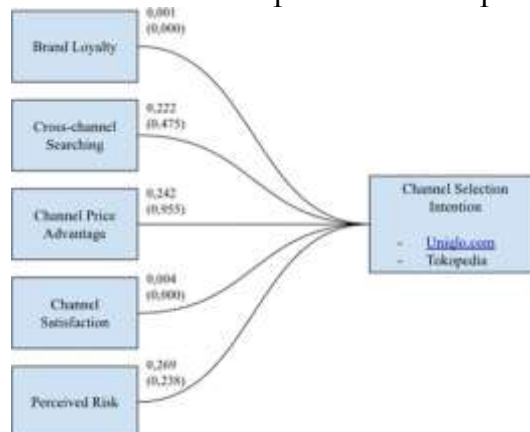 0,001
(0,000)
Brand Loyalty
0,222
(0.475)
Cross-channel
Searching
0,242
(0,955)
Channel Price
Advantage
0,004
(0,000)
Channel
Satisfaction
0,269
(0,238)
Perceived Risk
Channel Selection
Intention
- Uniqlo.com
- Tokopedia